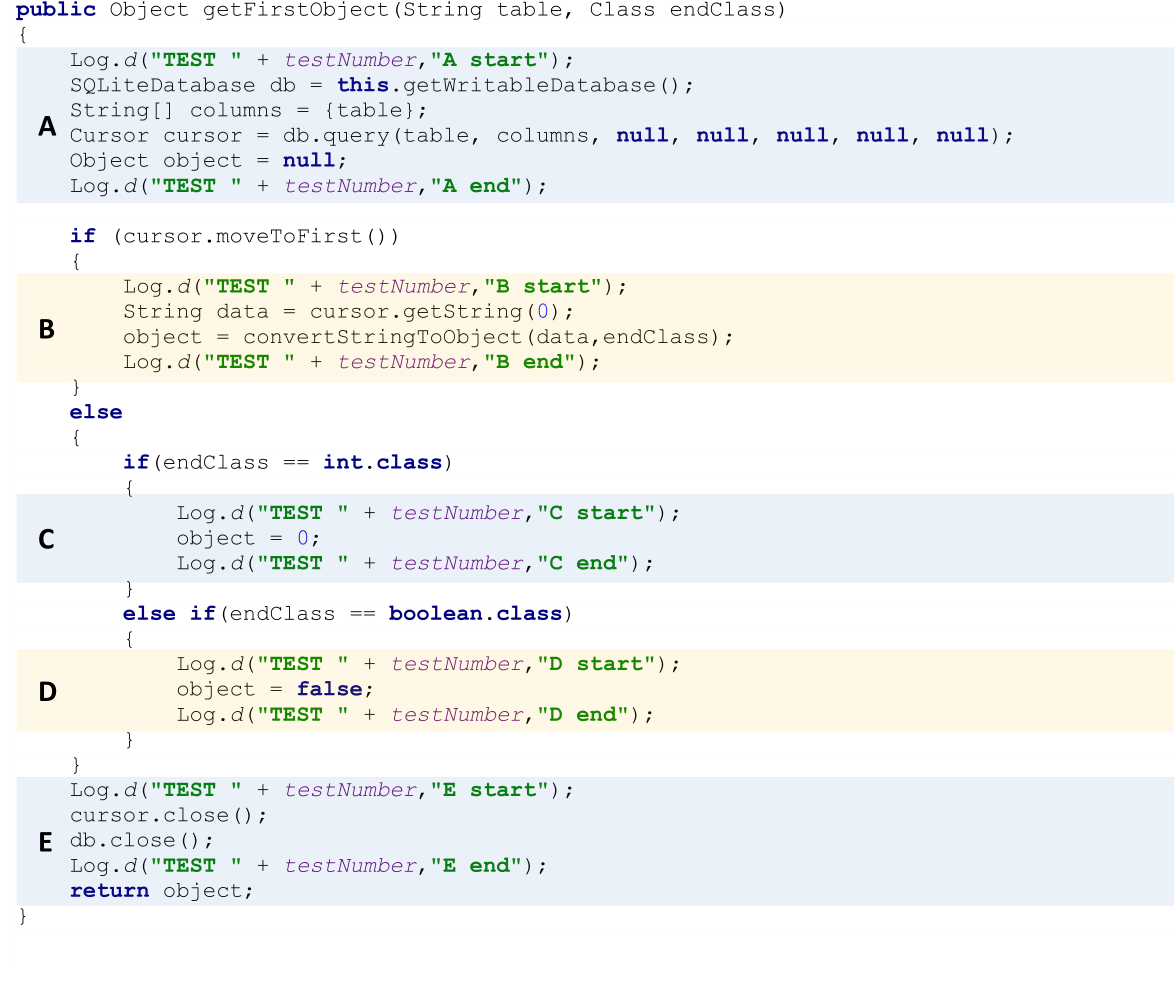 public Object getFirstObject(String table, Class endClass)
{
Log.d("TEST " + testNumber,"A start");
SQLiteDatabase db = this.getWritableDatabase();
String[] columns = {table};
A Cursor cursor = db.query(table, columns, null, null, null, null, null);
Object object = null;
Log.d("TEST " + testNumber,"A end");
if (cursor.moveToFirst())
{
Log.d("TEST " + testNumber,"B start");
String data = cursor.getString(0);
B object = convertStringToObject(data,endClass);
Log.d("TEST " + testNumber,"B end");
}
else
{
if(endClass == int.class)
{
Log.d("TEST " + testNumber,"C start");
C object = 0;
Log.d("TEST " + testNumber,"C end");
}
else if(endClass == boolean.class)
{
Log.d("TEST " + testNumber,"D start");
D object = false;
Log.d("TEST " + testNumber,"D end");
}
}
Log.d("TEST " + testNumber,"E start");
cursor.close();
E db.close();
Log.d("TEST " + testNumber,"E end");
return object;
}